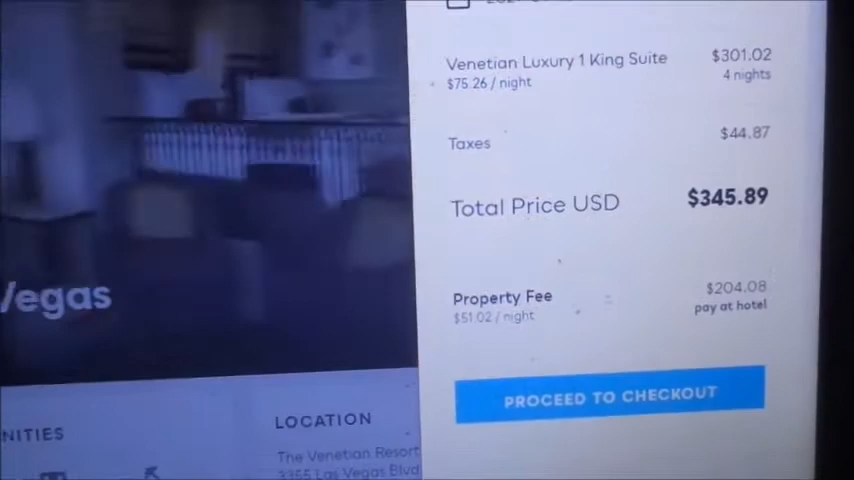 Vegas
NITIES
LOCATION
The Venetian Resort
3355 Las Vegas Blvd
Venetian Luxury 1 King Suite $301.02
$75.26 / night 4 nights
Taxes $44.87
Total Price USD $345.89
Property Fee $204.08
$51.02 / night pay at hotel
PROCEED TO CHECKOUT